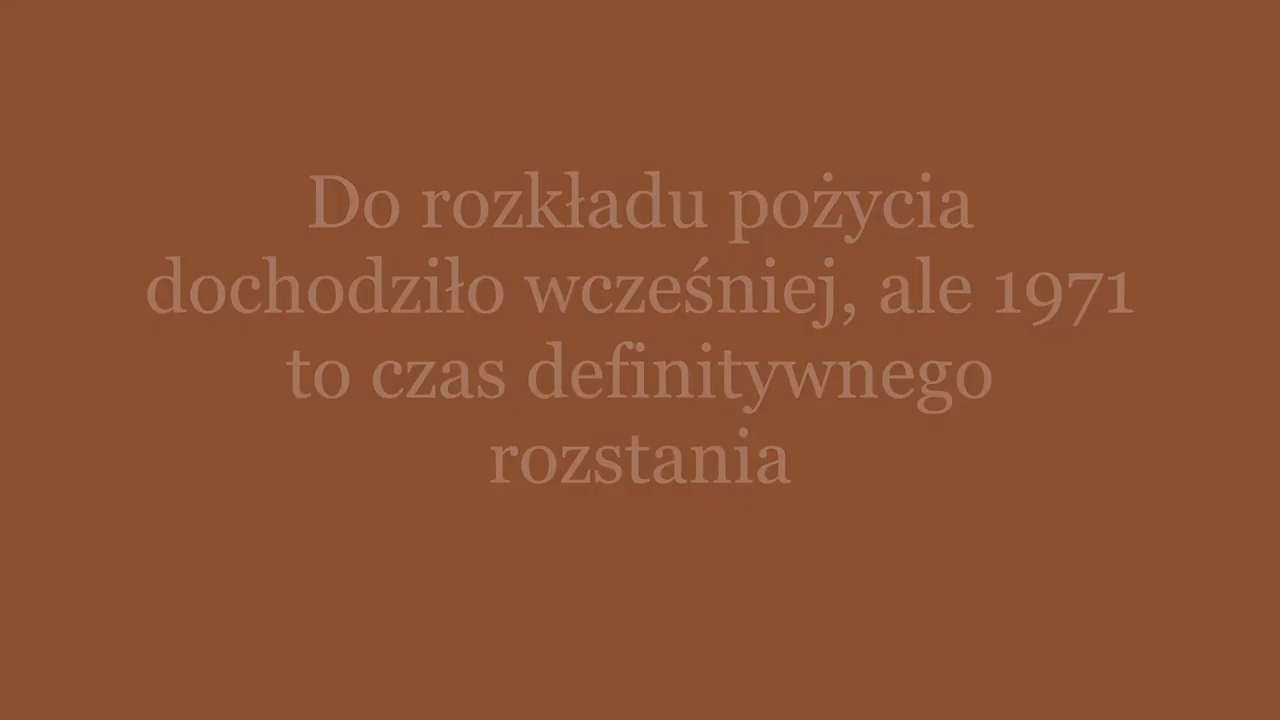 Do rozkładu pożycia
dochodziło wcześniej, ale 1971
to czas definitywnego
rozstania